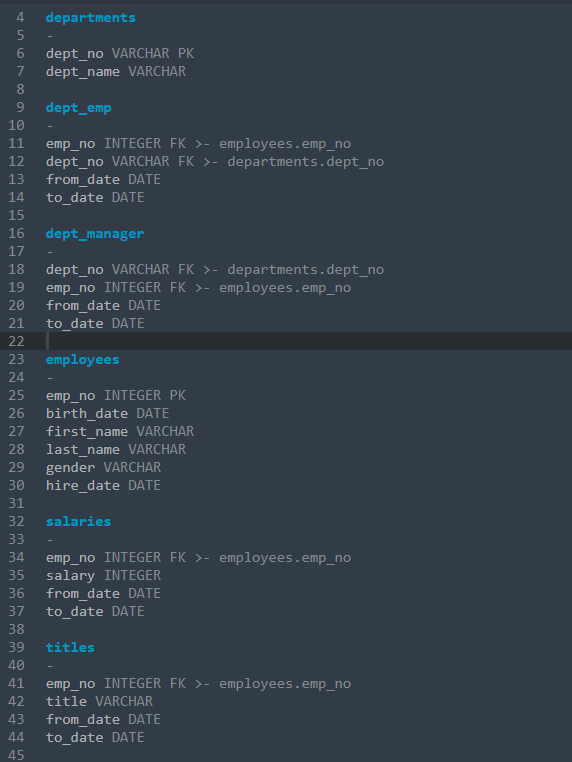 4 departments
5 -
6 dept_no VARCHAR PK
7 dept_name VARCHAR
8
9 dept_emp
10 -
11 emp_no INTEGER FK >- employees.emp_no
12 dept_no VARCHAR FK >- departments.dept_no
13 from_date DATE
14 to_date DATE
15
16 dept_manager
17 -
18 dept_no VARCHAR FK >- departments.dept_no
19 emp_no INTEGER FK >- employees.emp_no
20 from_date DATE
21 to_date DATE
22
23 employees
24 -
25 emp_no INTEGER PK
26 birth_date DATE
27 first_name VARCHAR
28 last_name VARCHAR
29 gender VARCHAR
30 hire_date DATE
31
32 salaries
33 -
34 emp_no INTEGER FK >- employees.emp_no
35 salary INTEGER
36 from_date DATE
37 to_date DATE
38
39 titles
40 -
41 emp_no INTEGER FK >- employees.emp_no
42 title VARCHAR
43 from_date DATE
44 to_date DATE
45